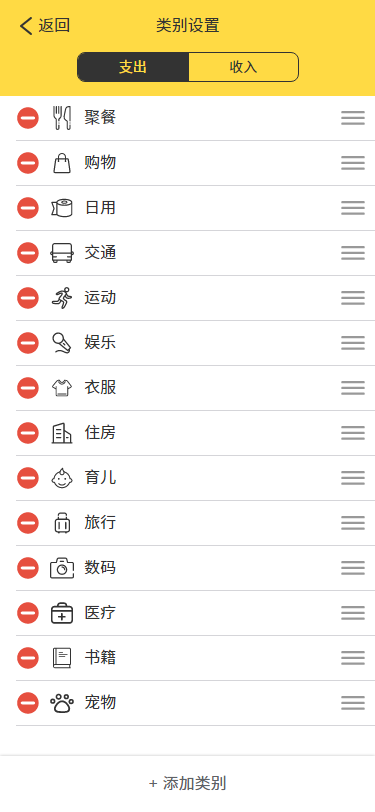 返回 类别设置
支出 收入
聚餐
购物
日用
交通
运动
娱乐
衣服
住房
育儿
旅行
数码
医疗
书籍
宠物
+ 添加类别